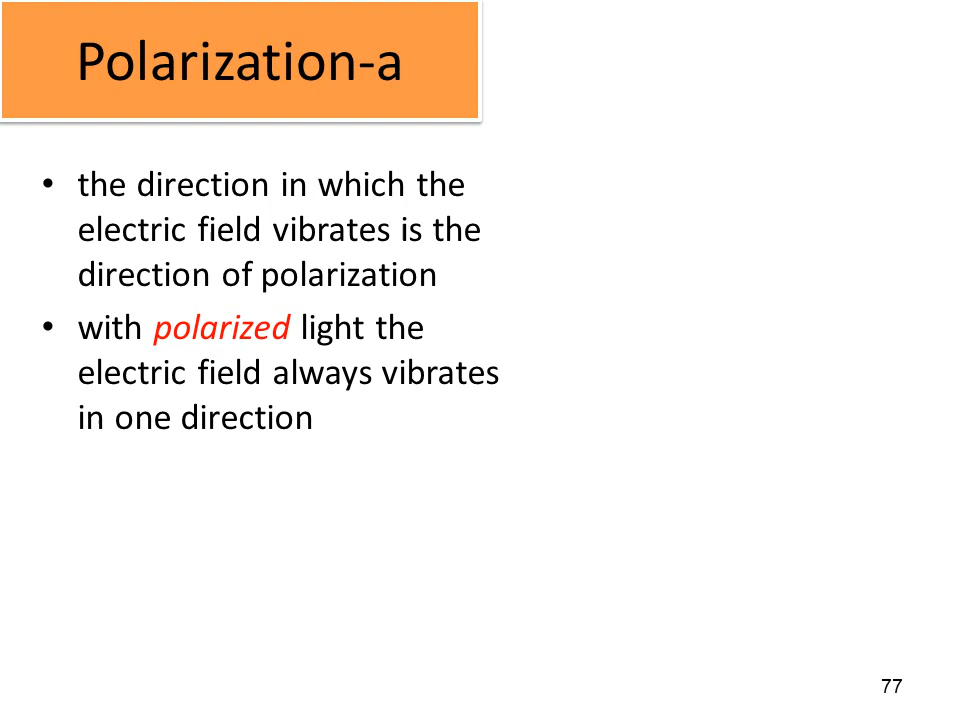 Polarization-a
• the direction in which the
electric field vibrates is the
direction of polarization
• with polarized light the
electric field always vibrates
in one direction
77